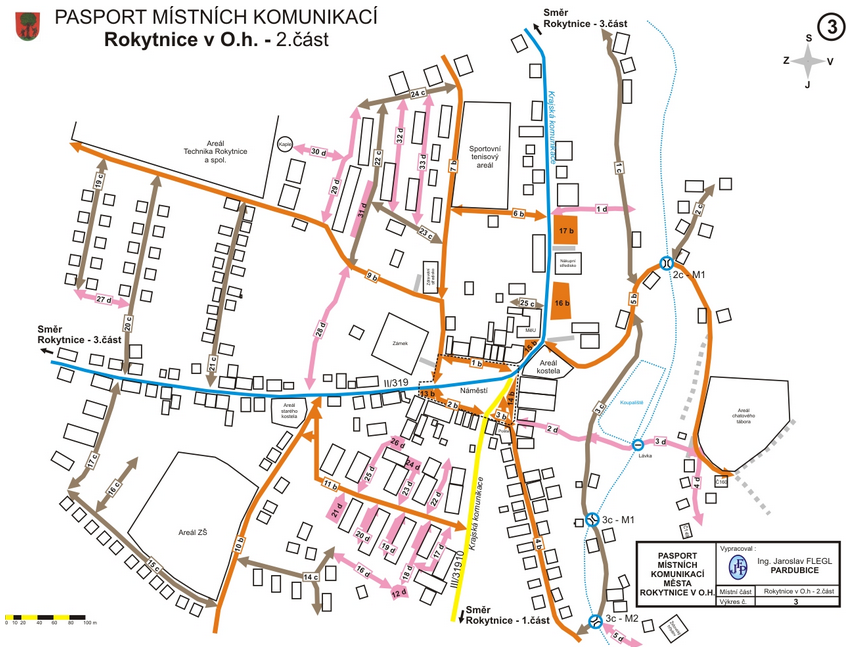 PASPORT MÍSTNÍCH KOMUNIKACÍ
Rokytnice v O.h. - 2.část
Směr
Rokytnice - 3.část
3
S
Z
V
J
Krajská komunikace
24 c
Kaple
30 d
Areál
Technika Rokytnice
a spol.
22 c
32 d
33 d
7 b
Sportovní
tenisový
areál
1 c
19 c
29 d
31 d
6 b
1 d
2 c
17 b
23 c
Nákupní
středisko
2c - M1
9 b
Zdravotní
středisko
27 d
20 c
28 d
25 c
16 b
5 b
Směr
Rokytnice - 3.část
21 c
Zámek
15 b
Areál
kostela
1 b
II/319
Náměstí
13 b
14 b
2 b
3 b
Areál
starého
kostela
3 c
Koupaliště
Areál
chatového
tábora
2 d
3 d
Lávka
26 d
24 d
25 d
23 d
22 d
17 c
16 c
11 b
4 d
21 d
Krajská komunikace
3c - M1
Areál ZŠ
20 d
19 d
17 d
10 b
4 b
15 c
14 c
16 d
18 d
12 d
III/31910
Směr
Rokytnice - 1.část
3c - M2
5 d
PASPORT
MÍSTNÍCH
KOMUNIKACÍ
MĚSTA
ROKYTNICE V O.H.
Vypracoval :
JFP
Ing. Jaroslav FLEGL
PARDUBICE
Místní část
Rokytnice v O.h - 2.část
Výkres č.
3
0 10 20 40 60 80 100 m